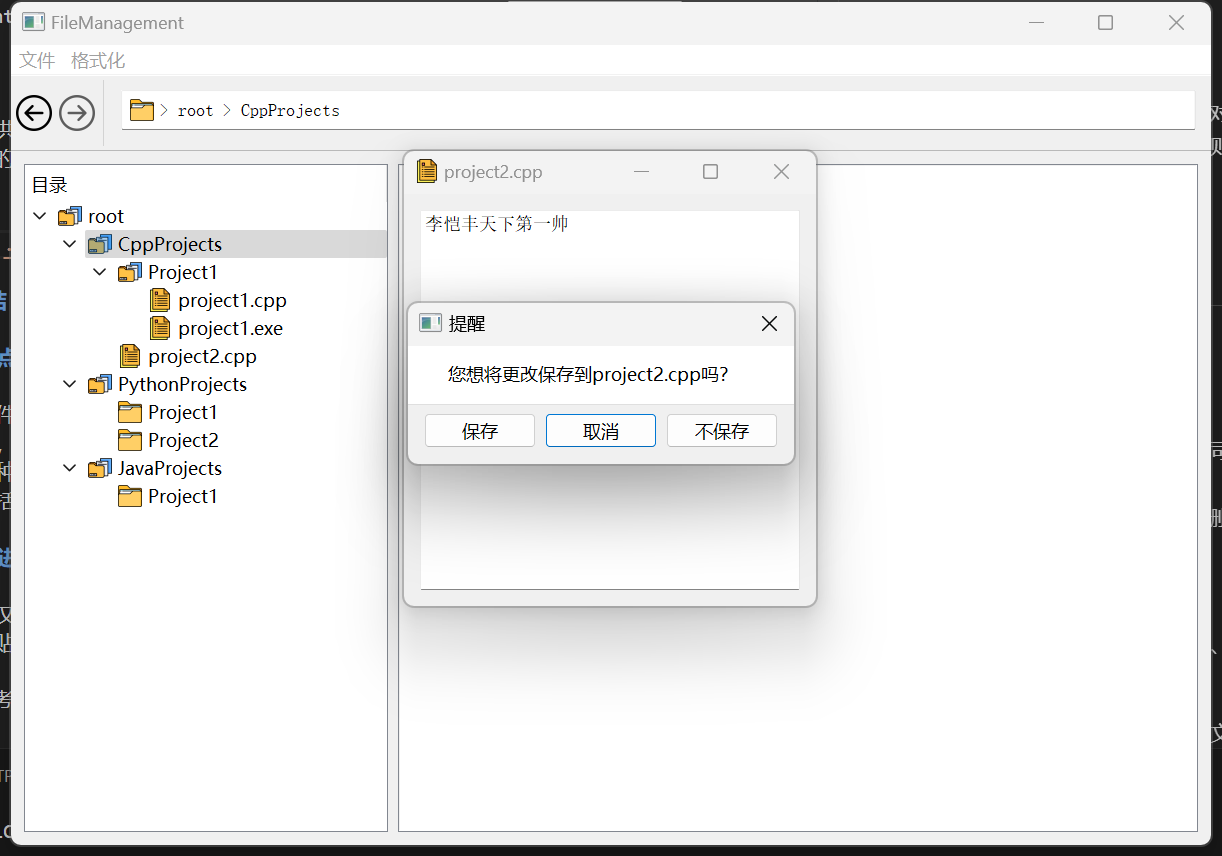 FileManagement
文件 格式化
root CppProjects
目录
root
CppProjects
Project1
project1.cpp
project1.exe
project2.cpp
PythonProjects
Project1
Project2
JavaProjects
Project1
project2.cpp
李恺丰天下第一帅
提醒
您想将更改保存到project2.cpp吗?
保存 取消 不保存